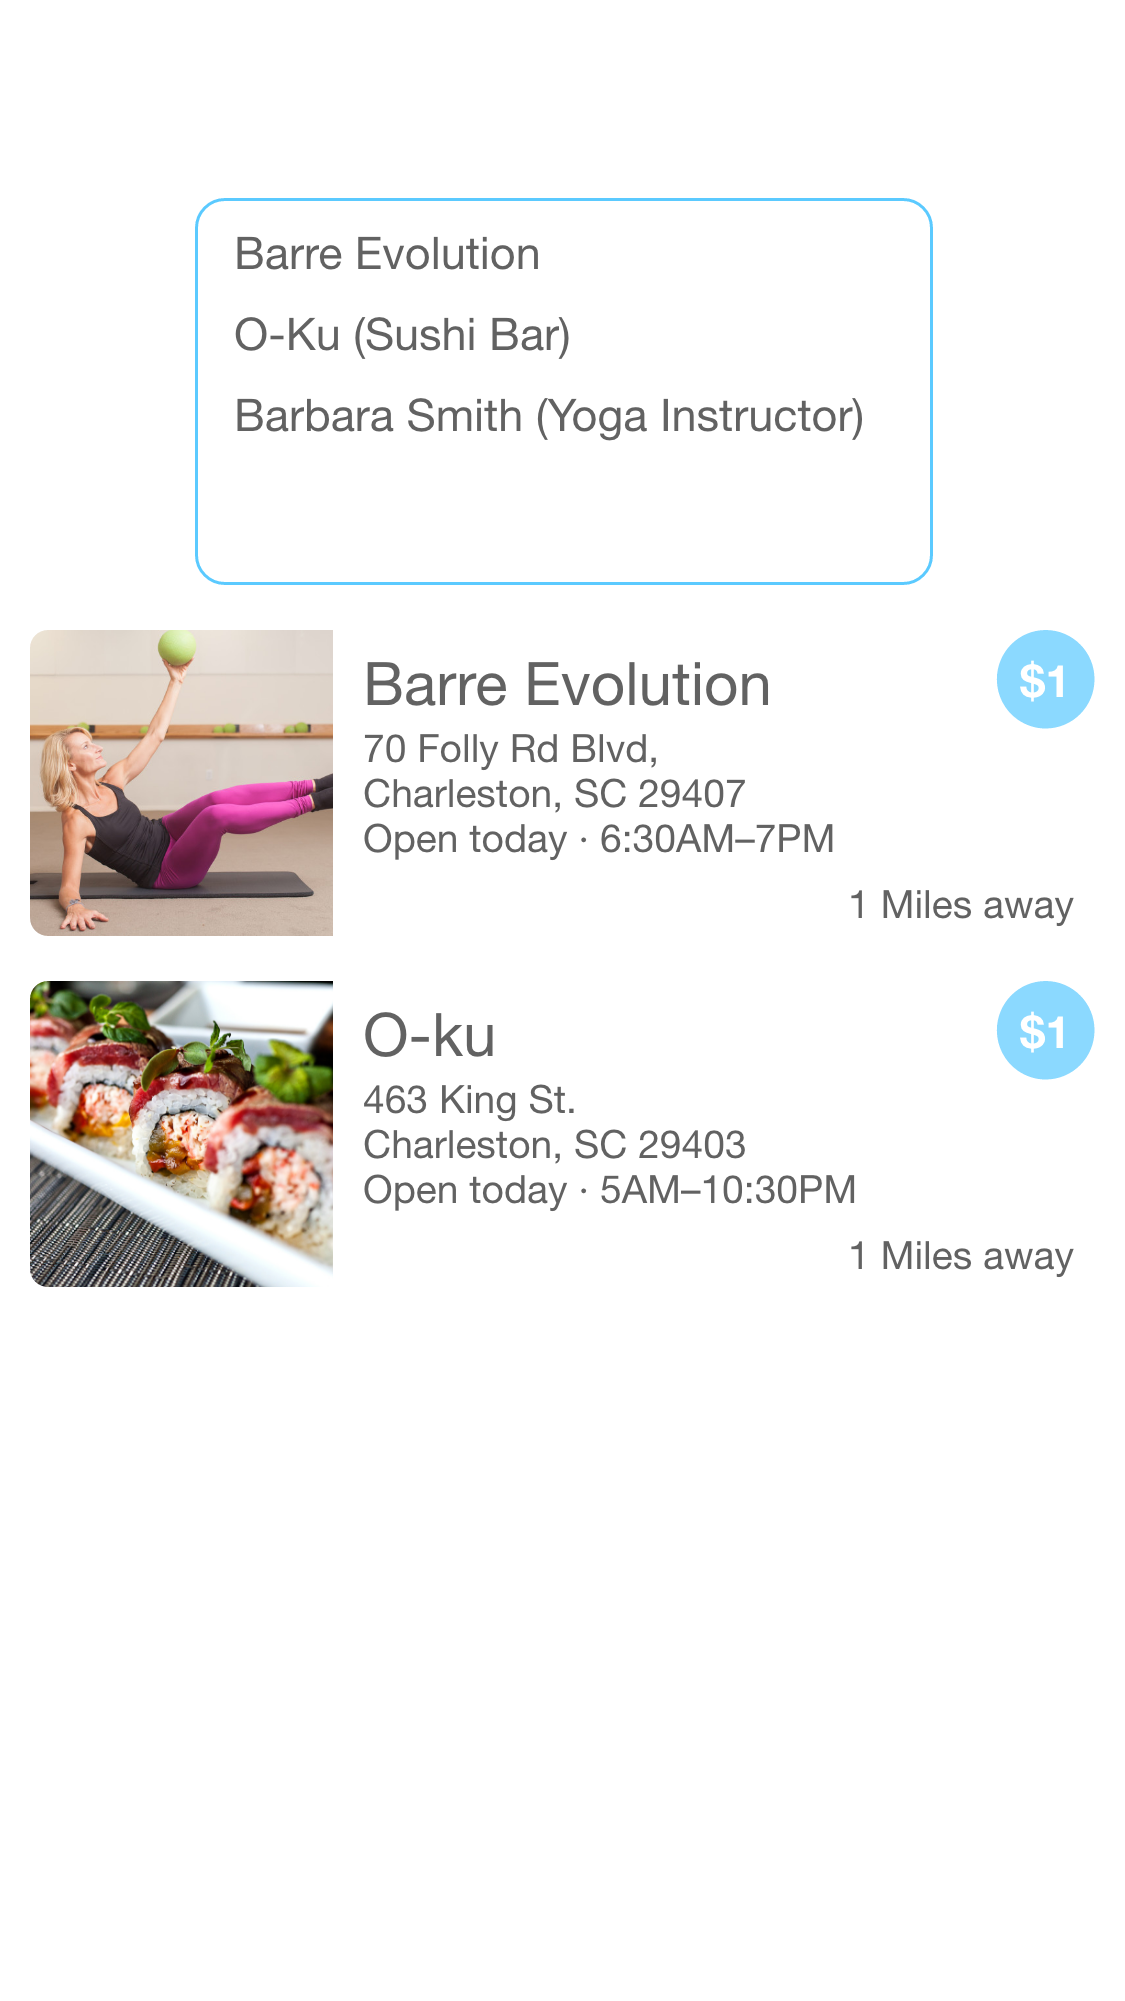 Barre Evolution
O-Ku (Sushi Bar)
Barbara Smith (Yoga Instructor)
Barre Evolution
$1
70 Folly Rd Blvd,
Charleston, SC 29407
Open today · 6:30AM–7PM
1 Miles away
O-ku
$1
463 King St.
Charleston, SC 29403
Open today · 5AM–10:30PM
1 Miles away